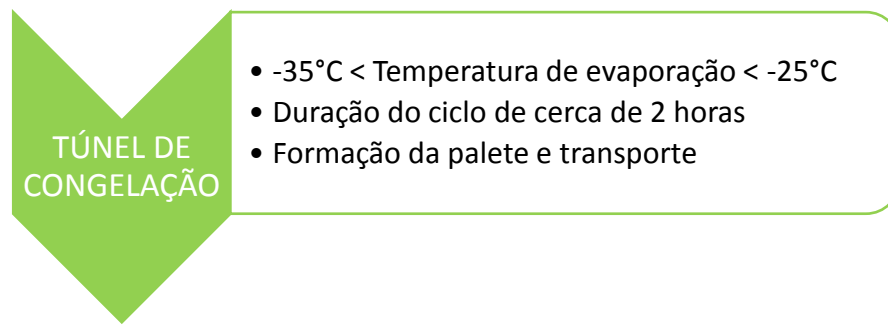 TÚNEL DE
CONGELAÇÃO
• -35°C < Temperatura de evaporação < -25°C
• Duração do ciclo de cerca de 2 horas
• Formação da palete e transporte